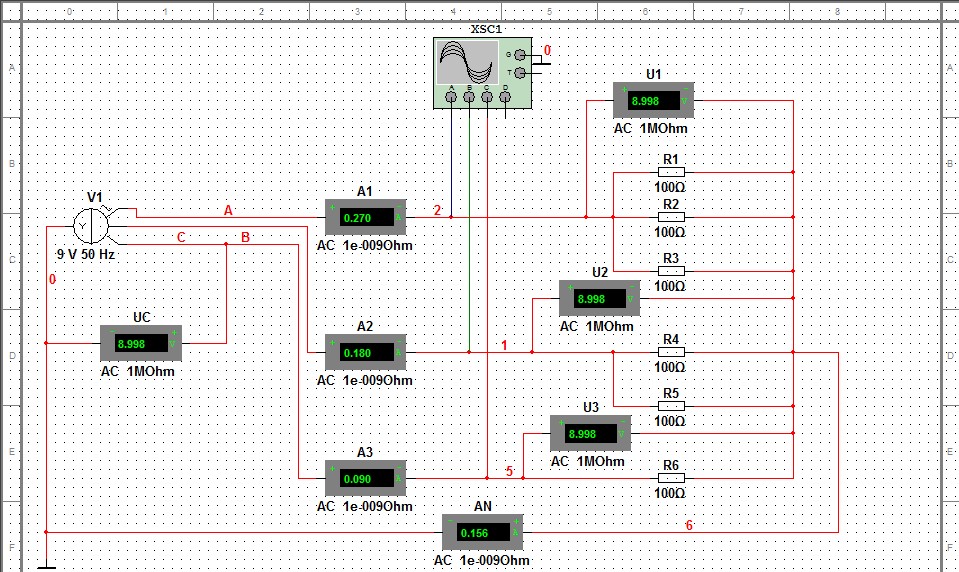 0 1 2 3 4 5 6 7 8
XSC1
G
T
A B C D
0
A A
U1
+ -
8.998 V
AC 1MOhm
B B
R1
100Ω
V1
Y
9 V 50 Hz
A
A1
+ -
0.270 A
AC 1e-009Ohm
2
R2
100Ω
C B
C C
R3
100Ω
0
U2
+ -
8.998 V
AC 1MOhm
UC
- +
8.998 V
AC 1MOhm
A2
+ -
0.180 A
AC 1e-009Ohm
1
R4
100Ω
D D
R5
100Ω
U3
+ -
8.998 V
AC 1MOhm
E E
A3
+ -
0.090 A
AC 1e-009Ohm
5
R6
100Ω
AN
- +
0.156 A
AC 1e-009Ohm
6
F F